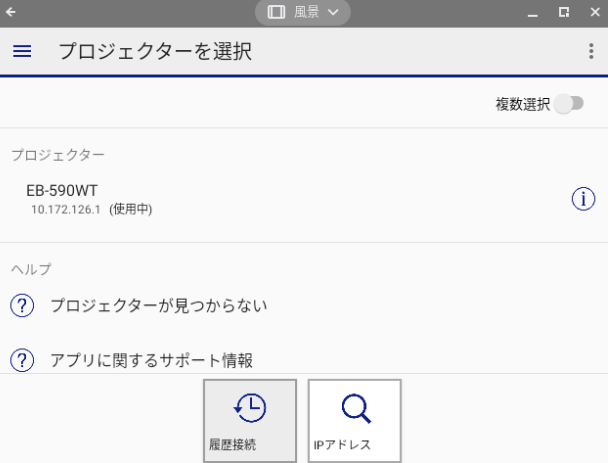 風景
プロジェクターを選択
複数選択
プロジェクター
EB-590WT
10.172.126.1 (使用中)
ヘルプ
プロジェクターが見つからない
アプリに関するサポート情報
履歴接続
IPアドレス